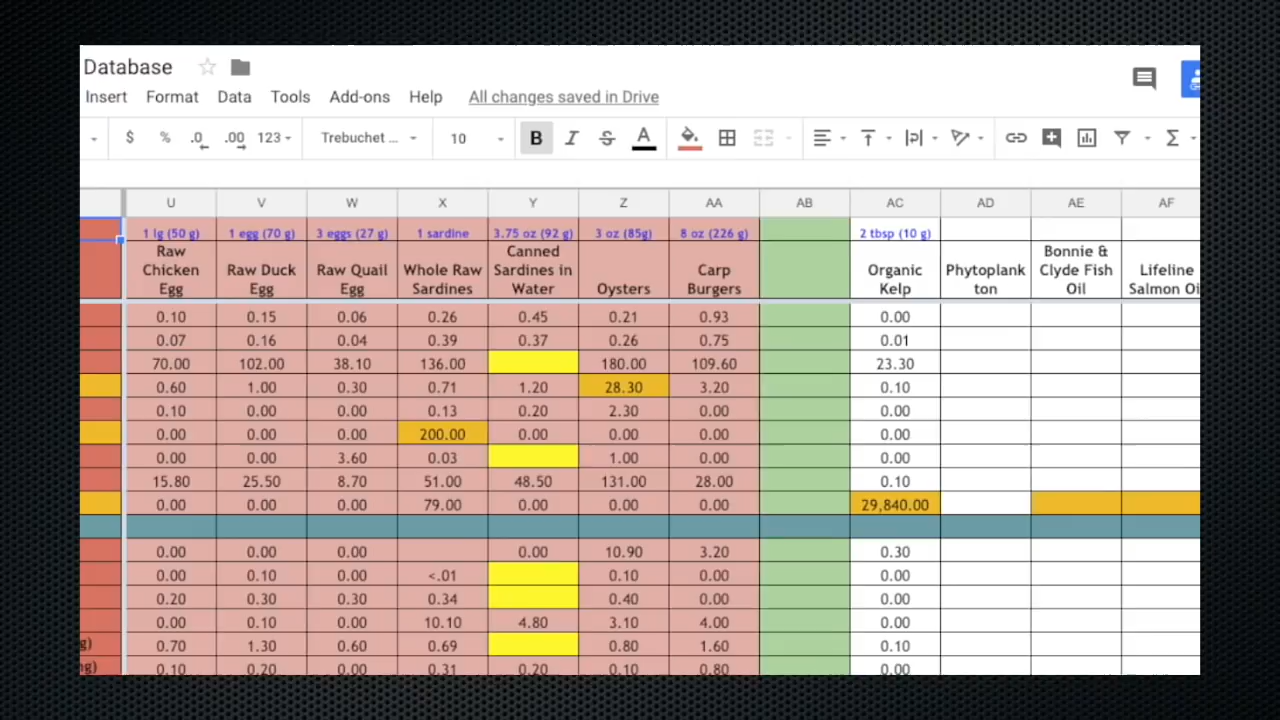 Database
Insert Format Data Tools Add-ons Help All changes saved in Drive
$ % .0 .00 123 Trebuchet ... 10 B I S A Σ
U V W X Y Z AA AB AC AD AE AF
1 lg (50 g) 1 egg (70 g) 3 eggs (27 g) 1 sardine 3.75 oz (92 g) 3 oz (85g) 8 oz (226 g) 2 tbsp (10 g)
Raw Chicken Egg Raw Duck Egg Raw Quail Egg Whole Raw Sardines Canned Sardines in Water Oysters Carp Burgers Organic Kelp Phytoplankton Bonnie & Clyde Fish Oil Lifeline Salmon Oi
0.10 0.15 0.06 0.26 0.45 0.21 0.93 0.00
0.07 0.16 0.04 0.39 0.37 0.26 0.75 0.01
70.00 102.00 38.10 136.00 180.00 109.60 23.30
0.60 1.00 0.30 0.71 1.20 28.30 3.20 0.10
0.10 0.00 0.00 0.13 0.20 2.30 0.00 0.00
0.00 0.00 0.00 200.00 0.00 0.00 0.00 0.00
0.00 0.00 3.60 0.03 1.00 0.00 0.00
15.80 25.50 8.70 51.00 48.50 131.00 28.00 0.10
0.00 0.00 0.00 79.00 0.00 0.00 0.00 29,840.00
0.00 0.00 0.00 0.00 10.90 3.20 0.30
0.00 0.10 0.00 <.01 0.10 0.00 0.00
0.20 0.30 0.30 0.34 0.40 0.00 0.00
0.00 0.10 0.00 10.10 4.80 3.10 4.00 0.00
g) 0.70 1.30 0.60 0.69 0.80 1.60 0.10
ng) 0.10 0.20 0.00 0.31 0.20 0.10 0.80 0.00